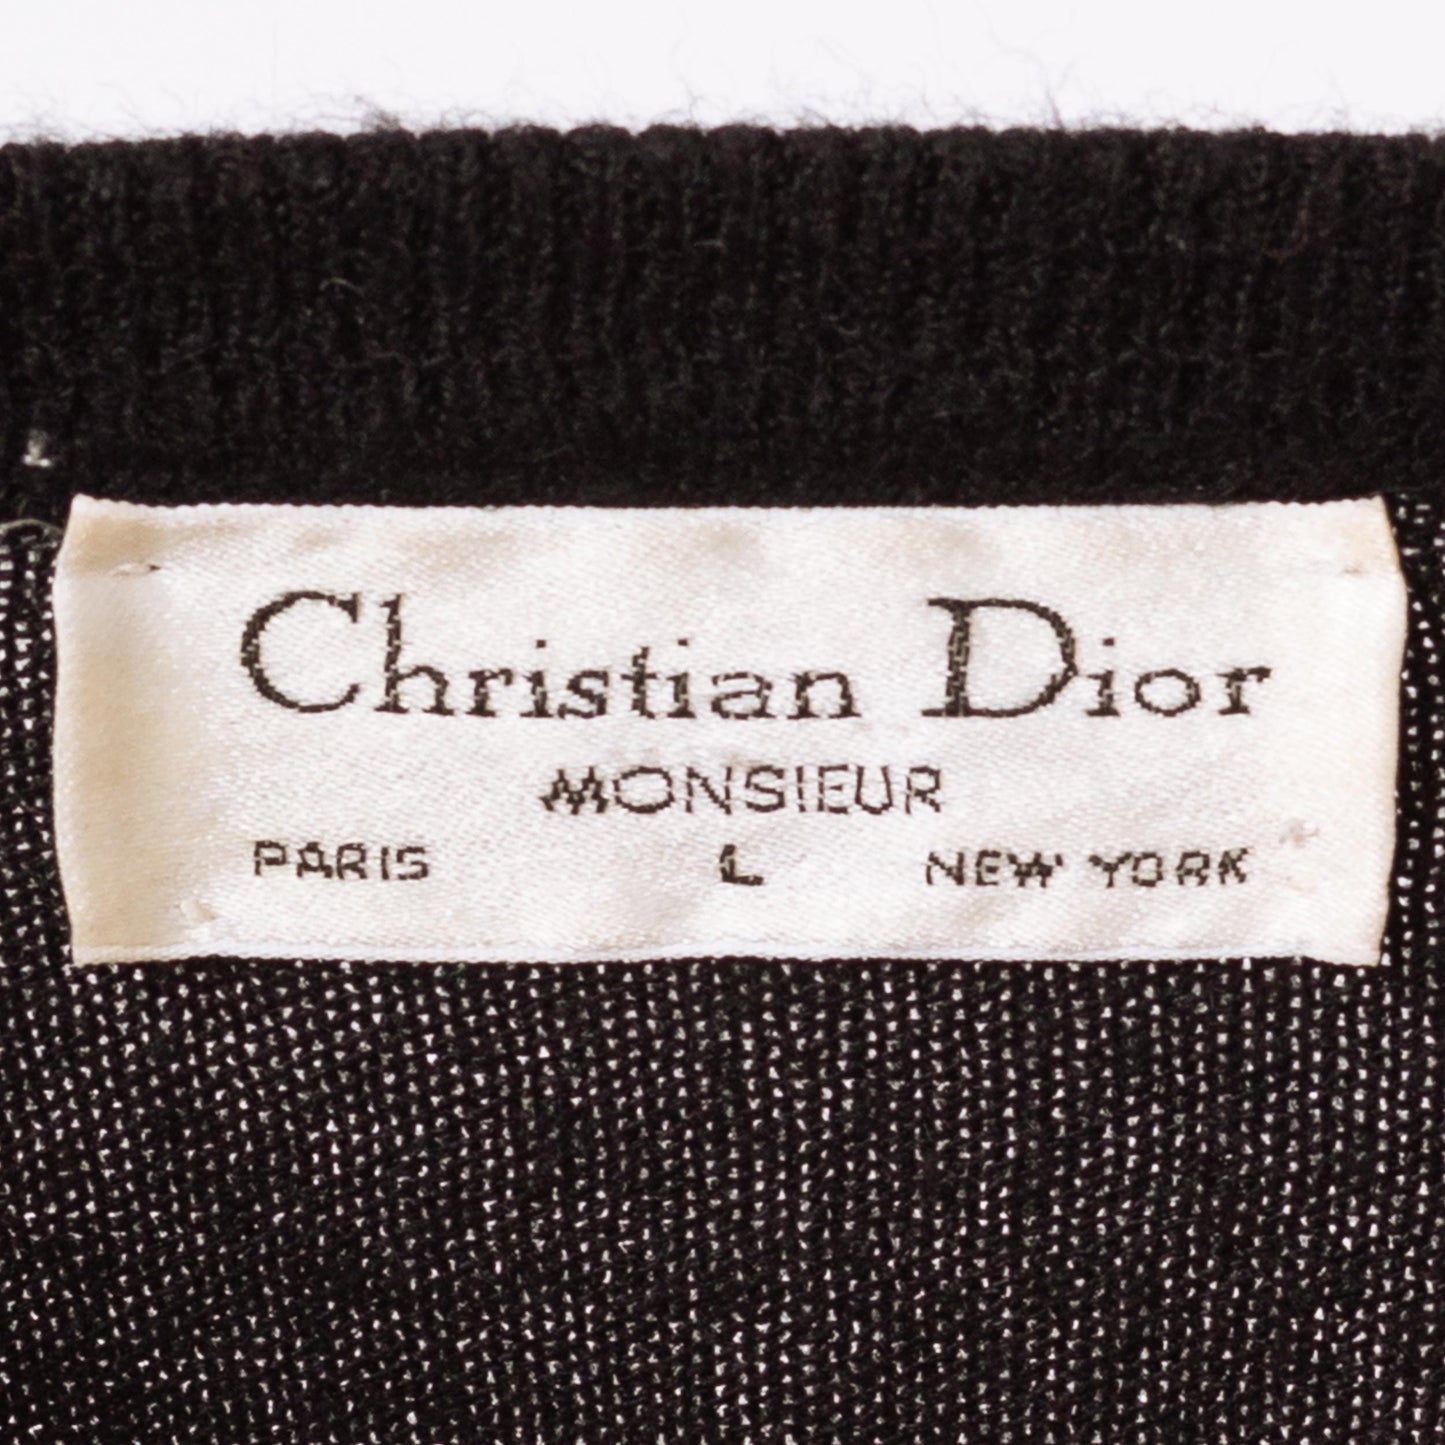 Christian Dior
MONSIEUR
PARIS L NEW YORK